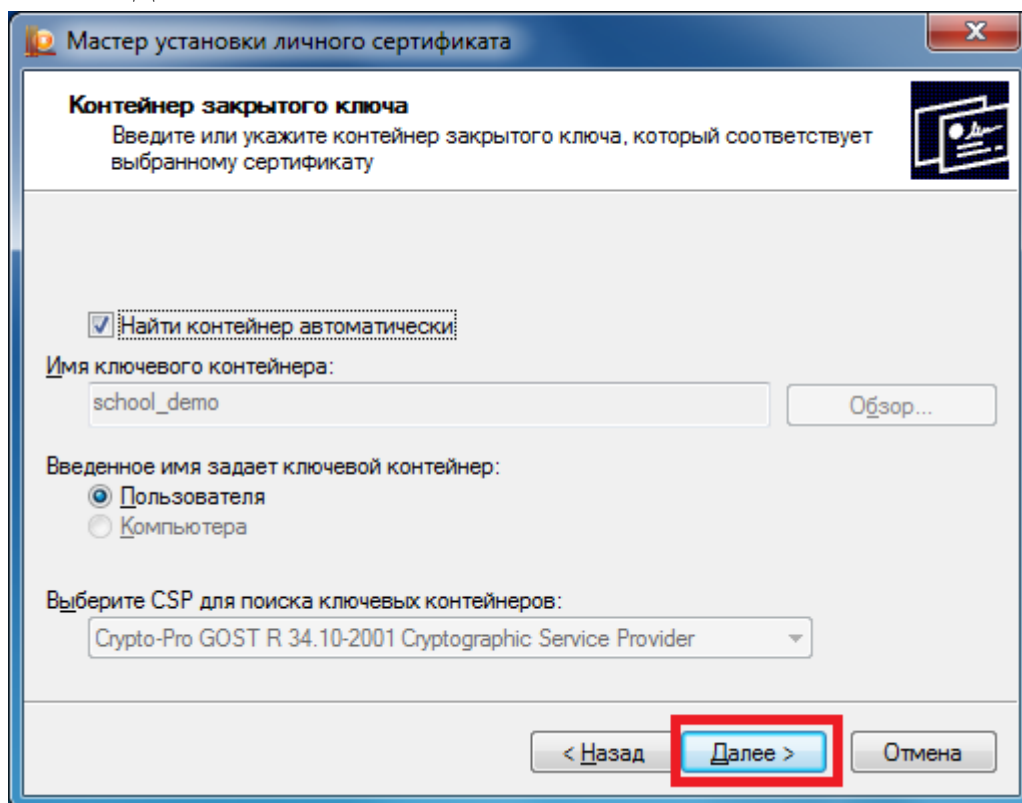 Мастер установки личного сертификата
Контейнер закрытого ключа
Введите или укажите контейнер закрытого ключа, который соответствует
выбранному сертификату
Найти контейнер автоматически
Имя ключевого контейнера:
school_demo
Обзор...
Введенное имя задает ключевой контейнер:
Пользователя
Компьютера
Выберите CSP для поиска ключевых контейнеров:
Crypto-Pro GOST R 34.10-2001 Cryptographic Service Provider
< Назад Далее > Отмена